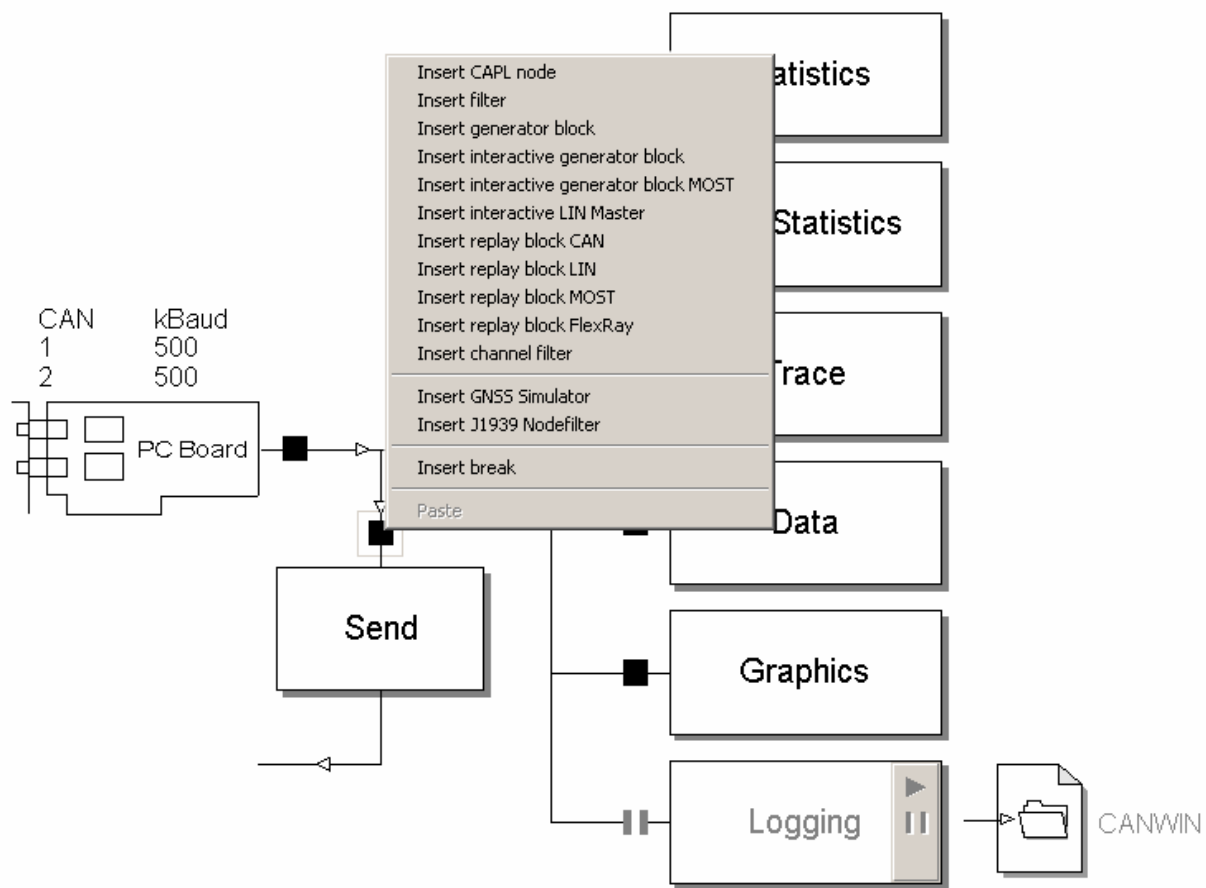 atistics
Insert CAPL node
Insert filter
Insert generator block
Insert interactive generator block
Insert interactive generator block MOST
Insert interactive LIN Master
Insert replay block CAN
Insert replay block LIN
Insert replay block MOST
Insert replay block FlexRay
Insert channel filter
Insert GNSS Simulator
Insert J1939 Nodefilter
Insert break
Paste
Statistics
CAN kBaud
1 500
2 500
Trace
PC Board
Data
Send
Graphics
Logging
CANWIN